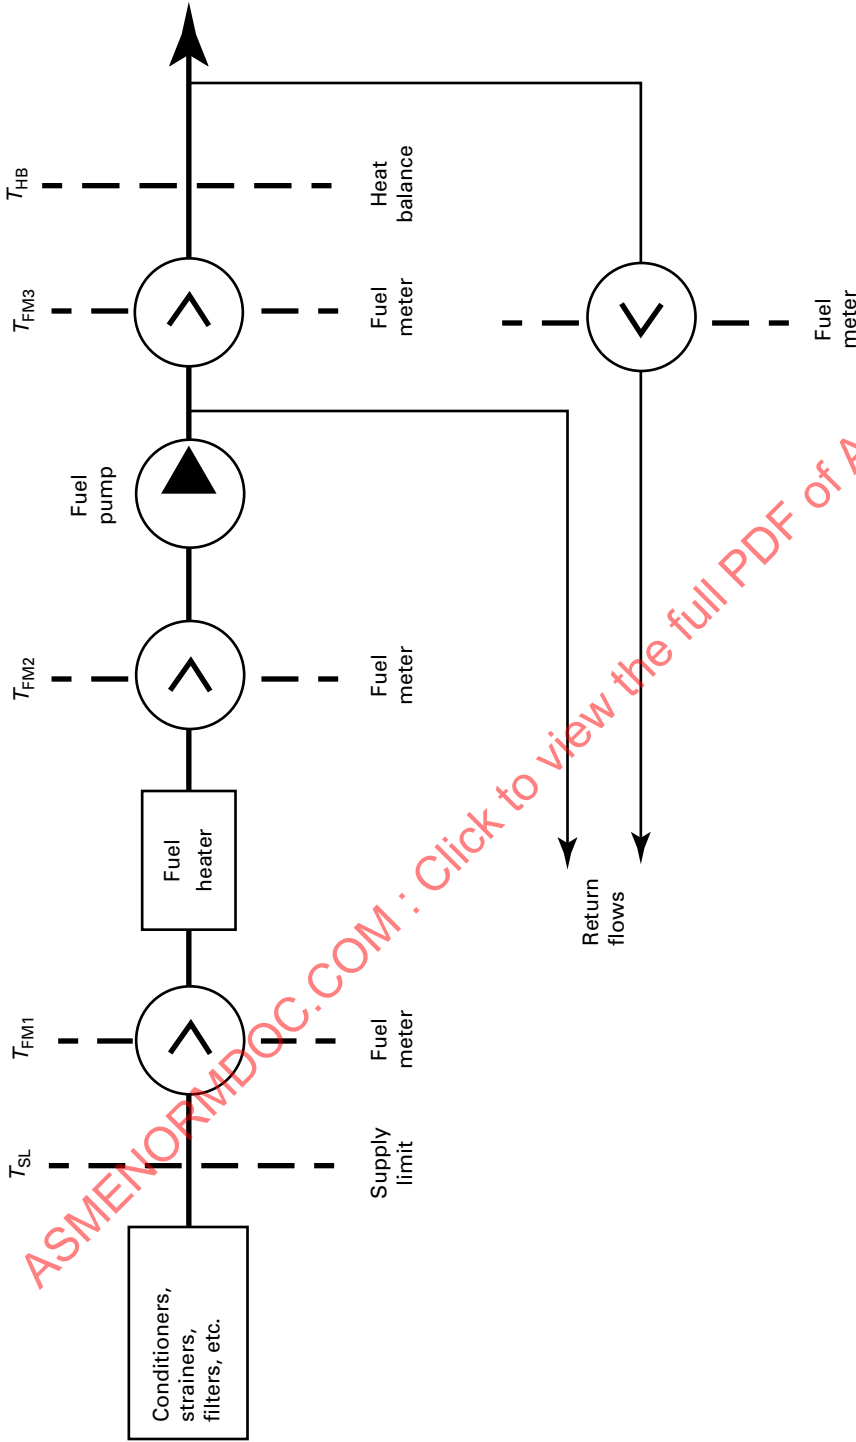 T_HB
Heat
balance
T_FM3
Fuel
meter
Fuel
pump
Fuel
meter
T_FM2
Fuel
meter
Fuel
heater
Return
flows
T_FM1
Fuel
meter
T_SL
Supply
limit
Conditioners,
strainers,
filters, etc.
ASMENORMDOC.COM : Click to view the full PDF of A